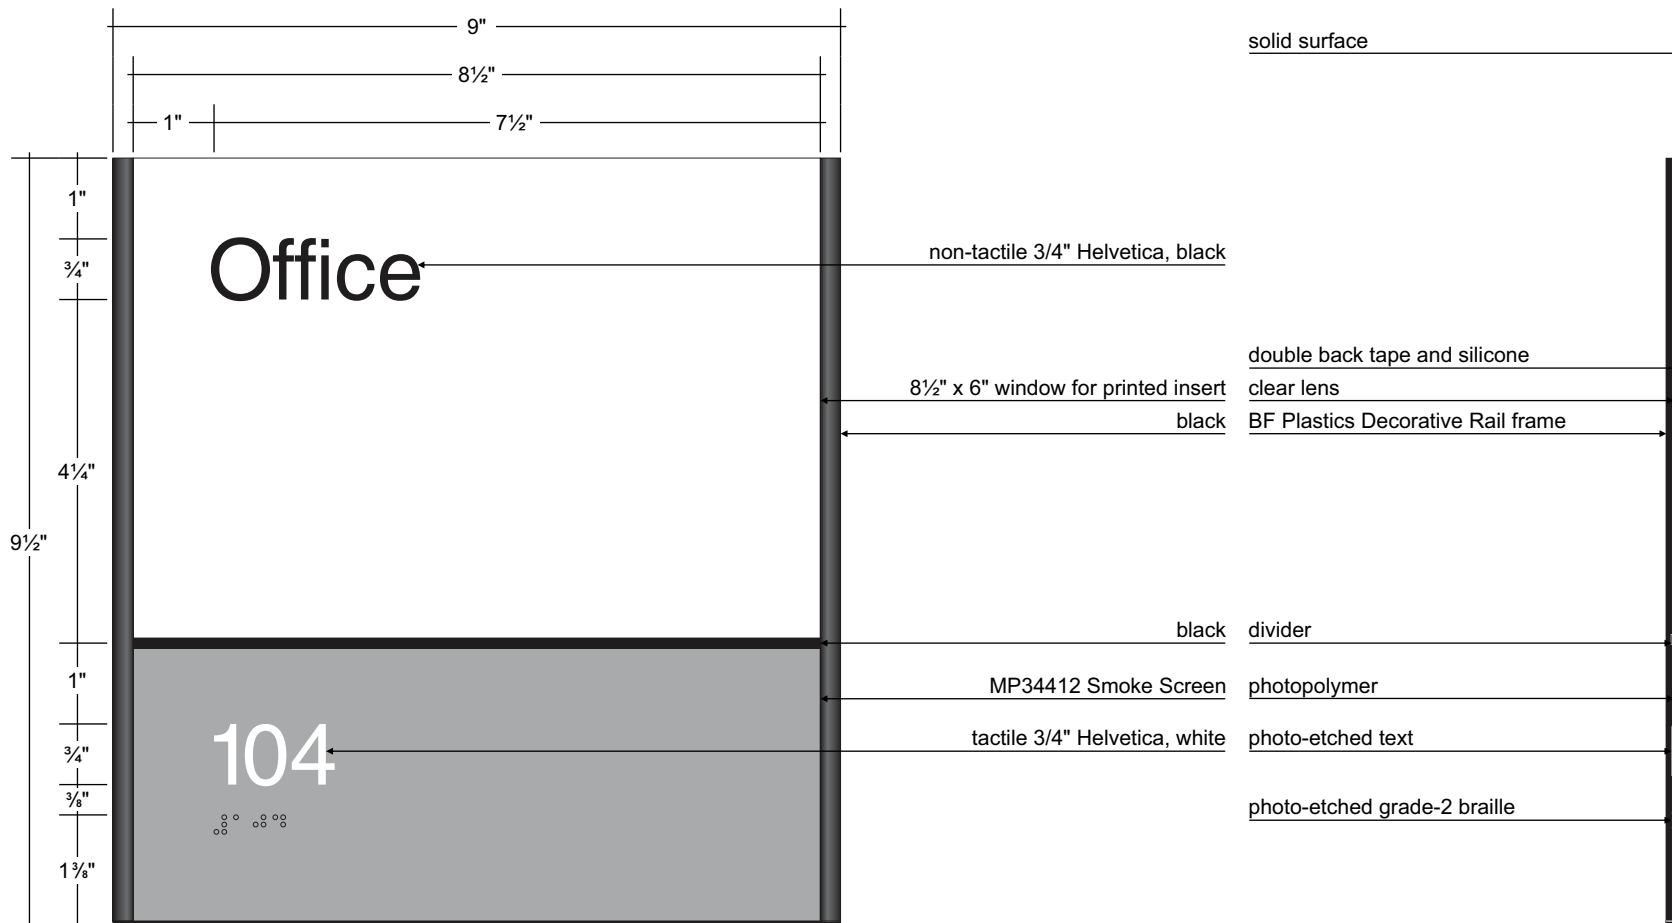 9"
solid surface
8½"
1" 7½"
1"
Office
non-tactile 3/4" Helvetica, black
¾"
double back tape and silicone
8½" x 6" window for printed insert clear lens
black BF Plastics Decorative Rail frame
4¼"
9½"
black divider
1"
MP34412 Smoke Screen photopolymer
104
tactile 3/4" Helvetica, white photo-etched text
¾"
⅜"
photo-etched grade-2 braille
⠼⠁⠚⠙
1⅜"